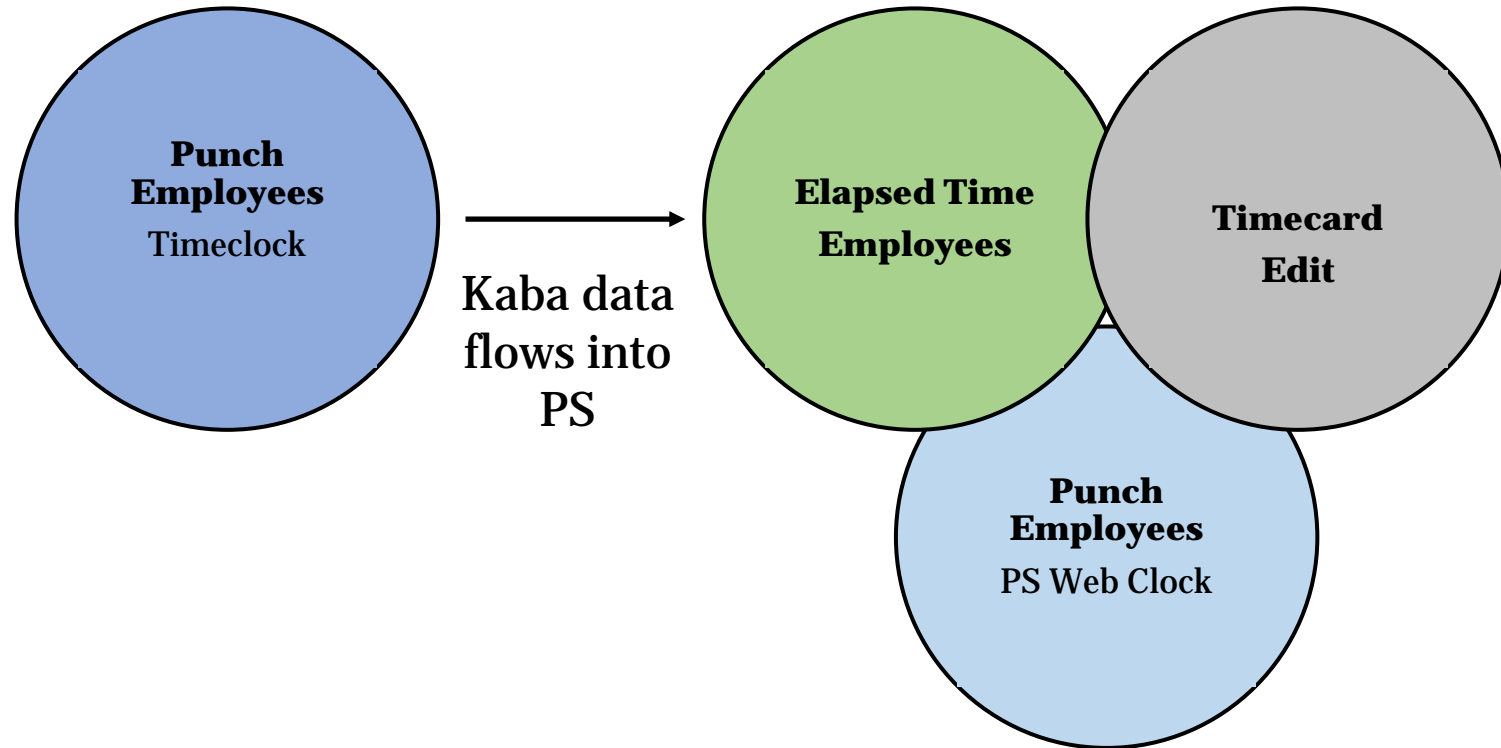 Punch
Employees
Timeclock
Kaba data
flows into
PS
Elapsed Time
Employees
Timecard
Edit
Punch
Employees
PS Web Clock